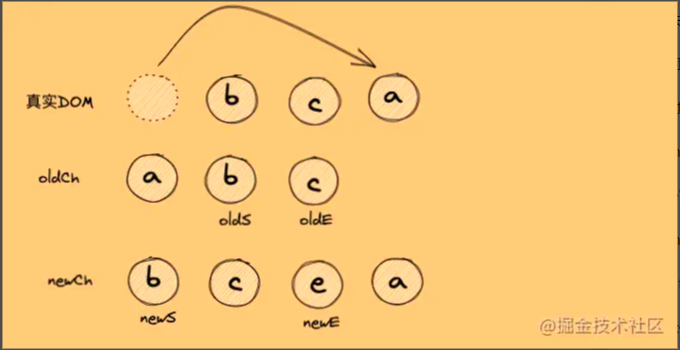 真实DOM b c a
oldCh a b c
oldS oldE
newCh b c e a
newS newE
@掘金技术社区